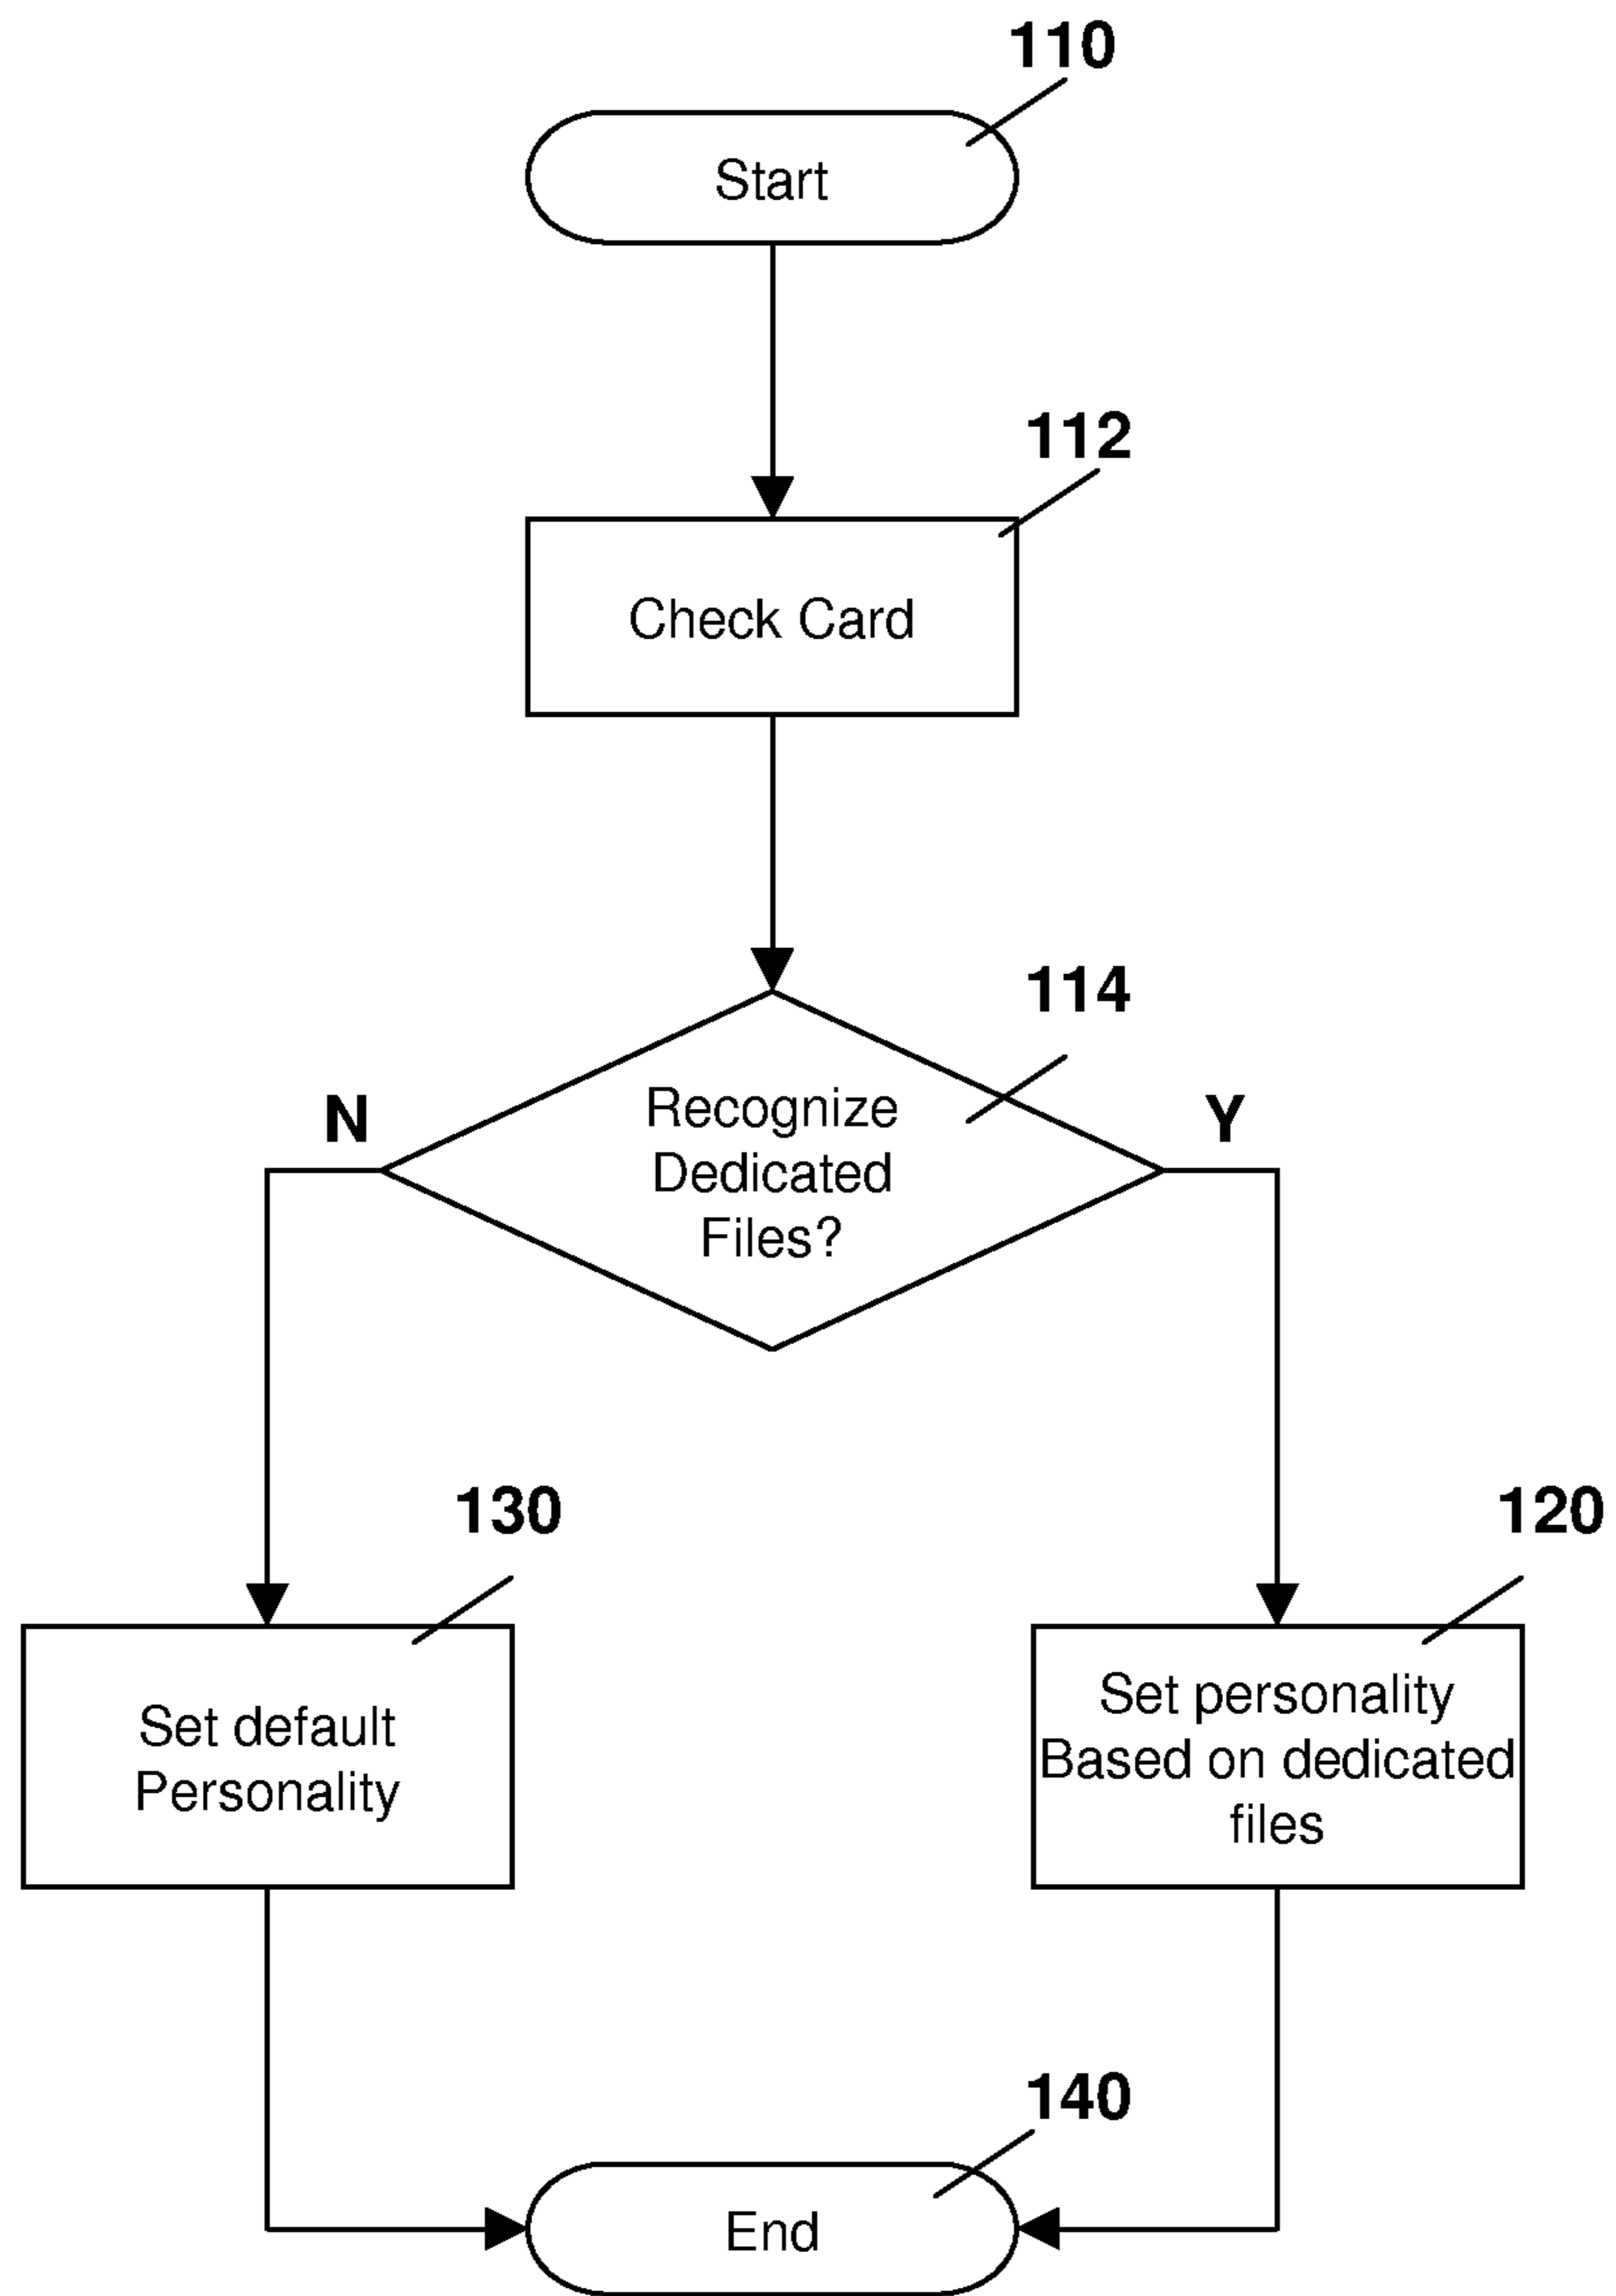 110
Start
112
Check Card
114
N
Y
Recognize
Dedicated
Files?
130
120
Set default
Personality
Set personality
Based on dedicated
files
140
End